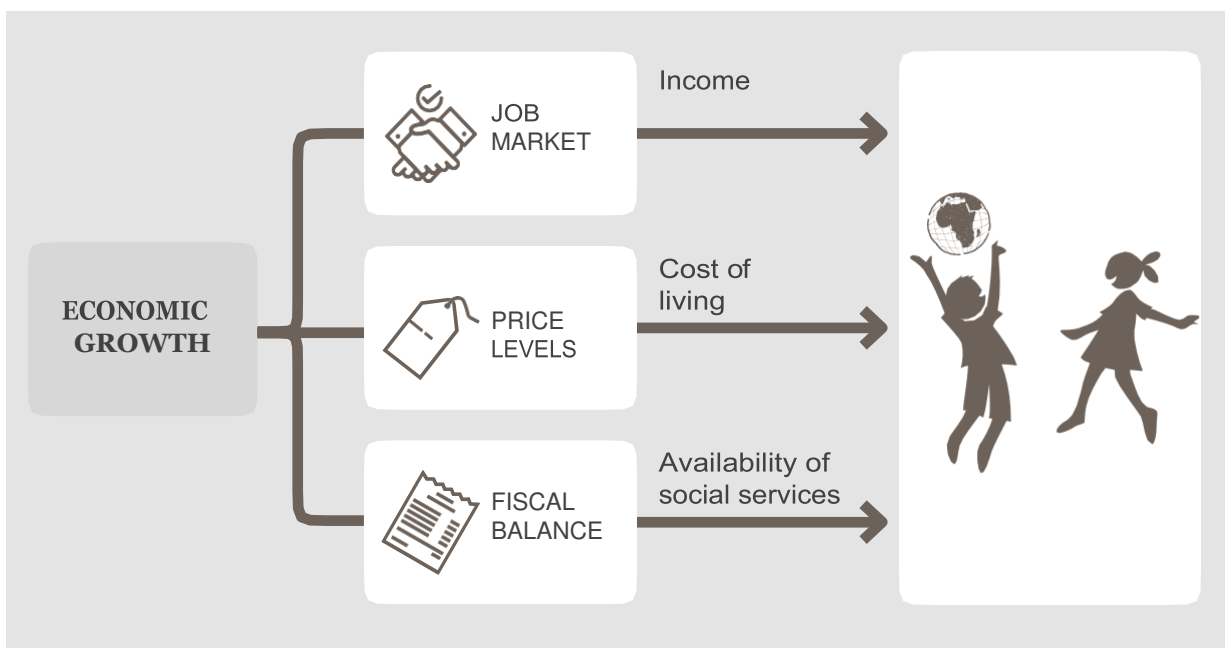 ECONOMIC
GROWTH
JOB
MARKET
Income
PRICE
LEVELS
Cost of
living
FISCAL
BALANCE
Availability of
social services